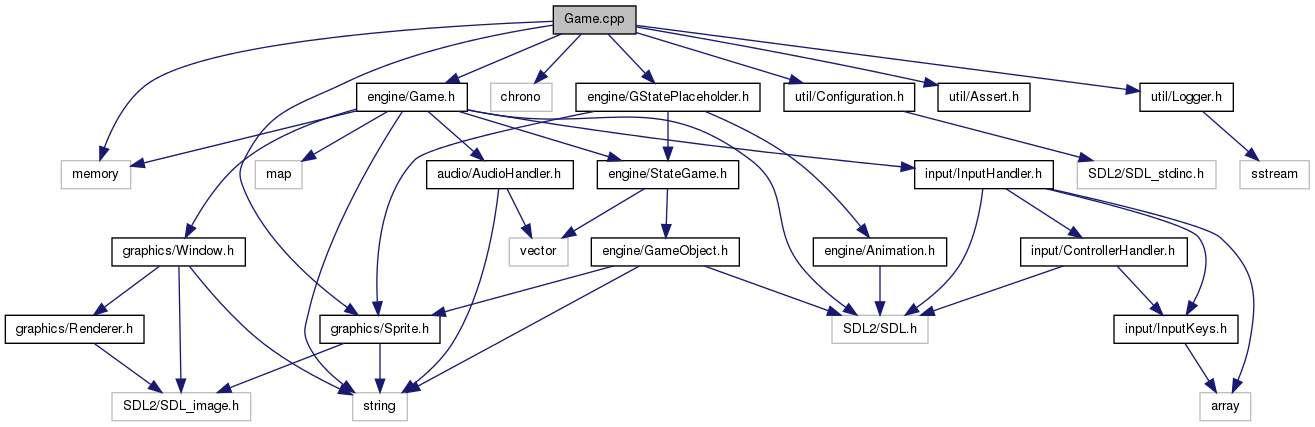 Game.cpp
engine/Game.h
chrono
engine/GStatePlaceholder.h
util/Configuration.h
util/Assert.h
util/Logger.h
memory
map
audio/AudioHandler.h
engine/StateGame.h
input/InputHandler.h
SDL2/SDL_stdinc.h
sstream
graphics/Window.h
vector
engine/GameObject.h
engine/Animation.h
input/ControllerHandler.h
graphics/Renderer.h
graphics/Sprite.h
SDL2/SDL.h
input/InputKeys.h
SDL2/SDL_image.h
string
array